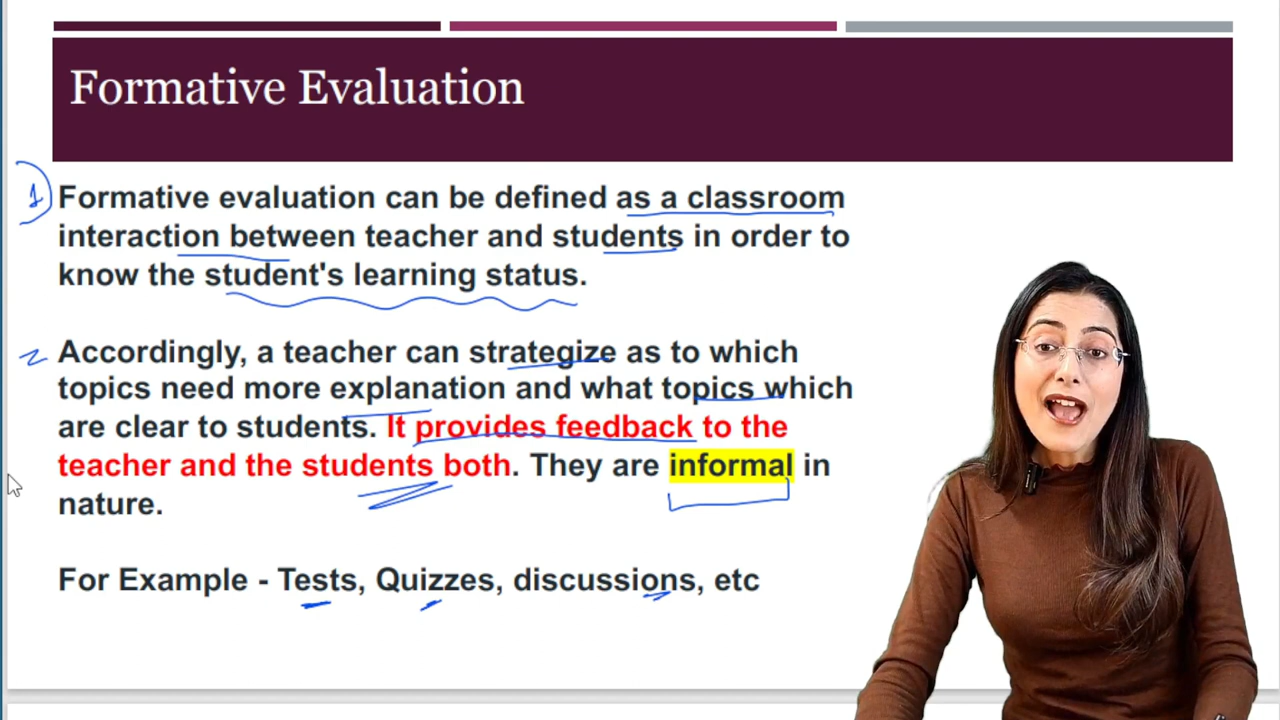 Formative Evaluation
1
Formative evaluation can be defined as a classroom
interaction between teacher and students in order to
know the student's learning status.
2
Accordingly, a teacher can strategize as to which
topics need more explanation and what topics which
are clear to students. It provides feedback to the
teacher and the students both. They are informal in
nature.
For Example - Tests, Quizzes, discussions, etc